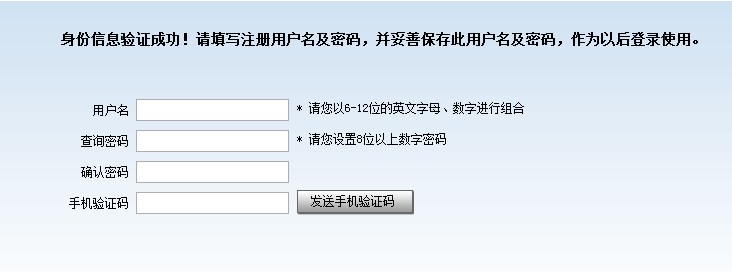 身份信息验证成功！请填写注册用户名及密码，并妥善保存此用户名及密码，作为以后登录使用。
用户名 * 请您以6-12位的英文字母、数字进行组合
查询密码 * 请您设置8位以上数字密码
确认密码
手机验证码 发送手机验证码